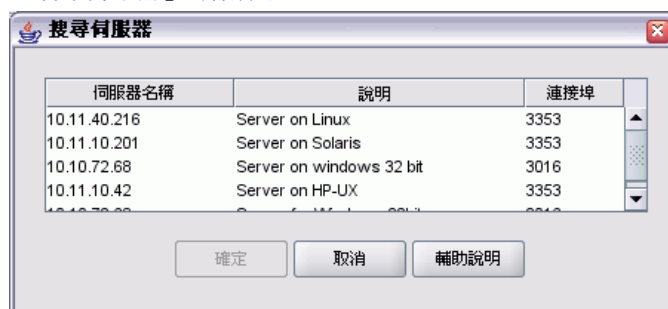 搜尋伺服器
伺服器名稱 說明 連接埠
10.11.40.216 Server on Linux 3353
10.11.10.201 Server on Solaris 3353
10.10.72.68 Server on windows 32 bit 3016
10.11.10.42 Server on HP-UX 3353
確定 取消 輔助說明